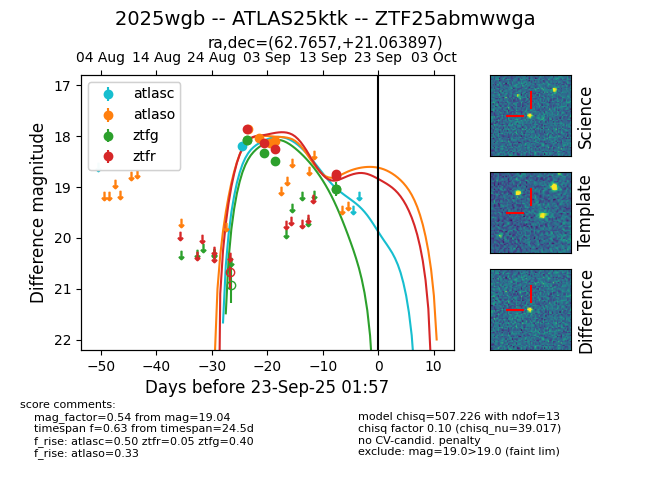 2025wgb -- ATLAS25ktk -- ZTF25abmwwga
ra,dec=(62.7657,+21.063897)
04 Aug 14 Aug 24 Aug 03 Sep 13 Sep 23 Sep 03 Oct
atlasc
atlaso
ztfg
ztfr
17
18
19
20
21
22
Difference magnitude
−50 −40 −30 −20 −10 0 10
Days before 23-Sep-25 01:57
Science
Template
Difference
score comments:
mag_factor=0.54 from mag=19.04
timespan f=0.63 from timespan=24.5d
f_rise: atlasc=0.50 ztfr=0.05 ztfg=0.40
f_rise: atlaso=0.33
model chisq=507.226 with ndof=13
chisq factor 0.10 (chisq_nu=39.017)
no CV-candid. penalty
exclude: mag=19.0>19.0 (faint lim)